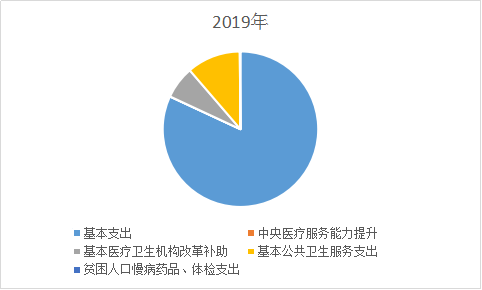 2019年
基本支出
中央医疗服务能力提升
基本医疗卫生机构改革补助
基本公共卫生服务支出
贫困人口慢病药品、体检支出